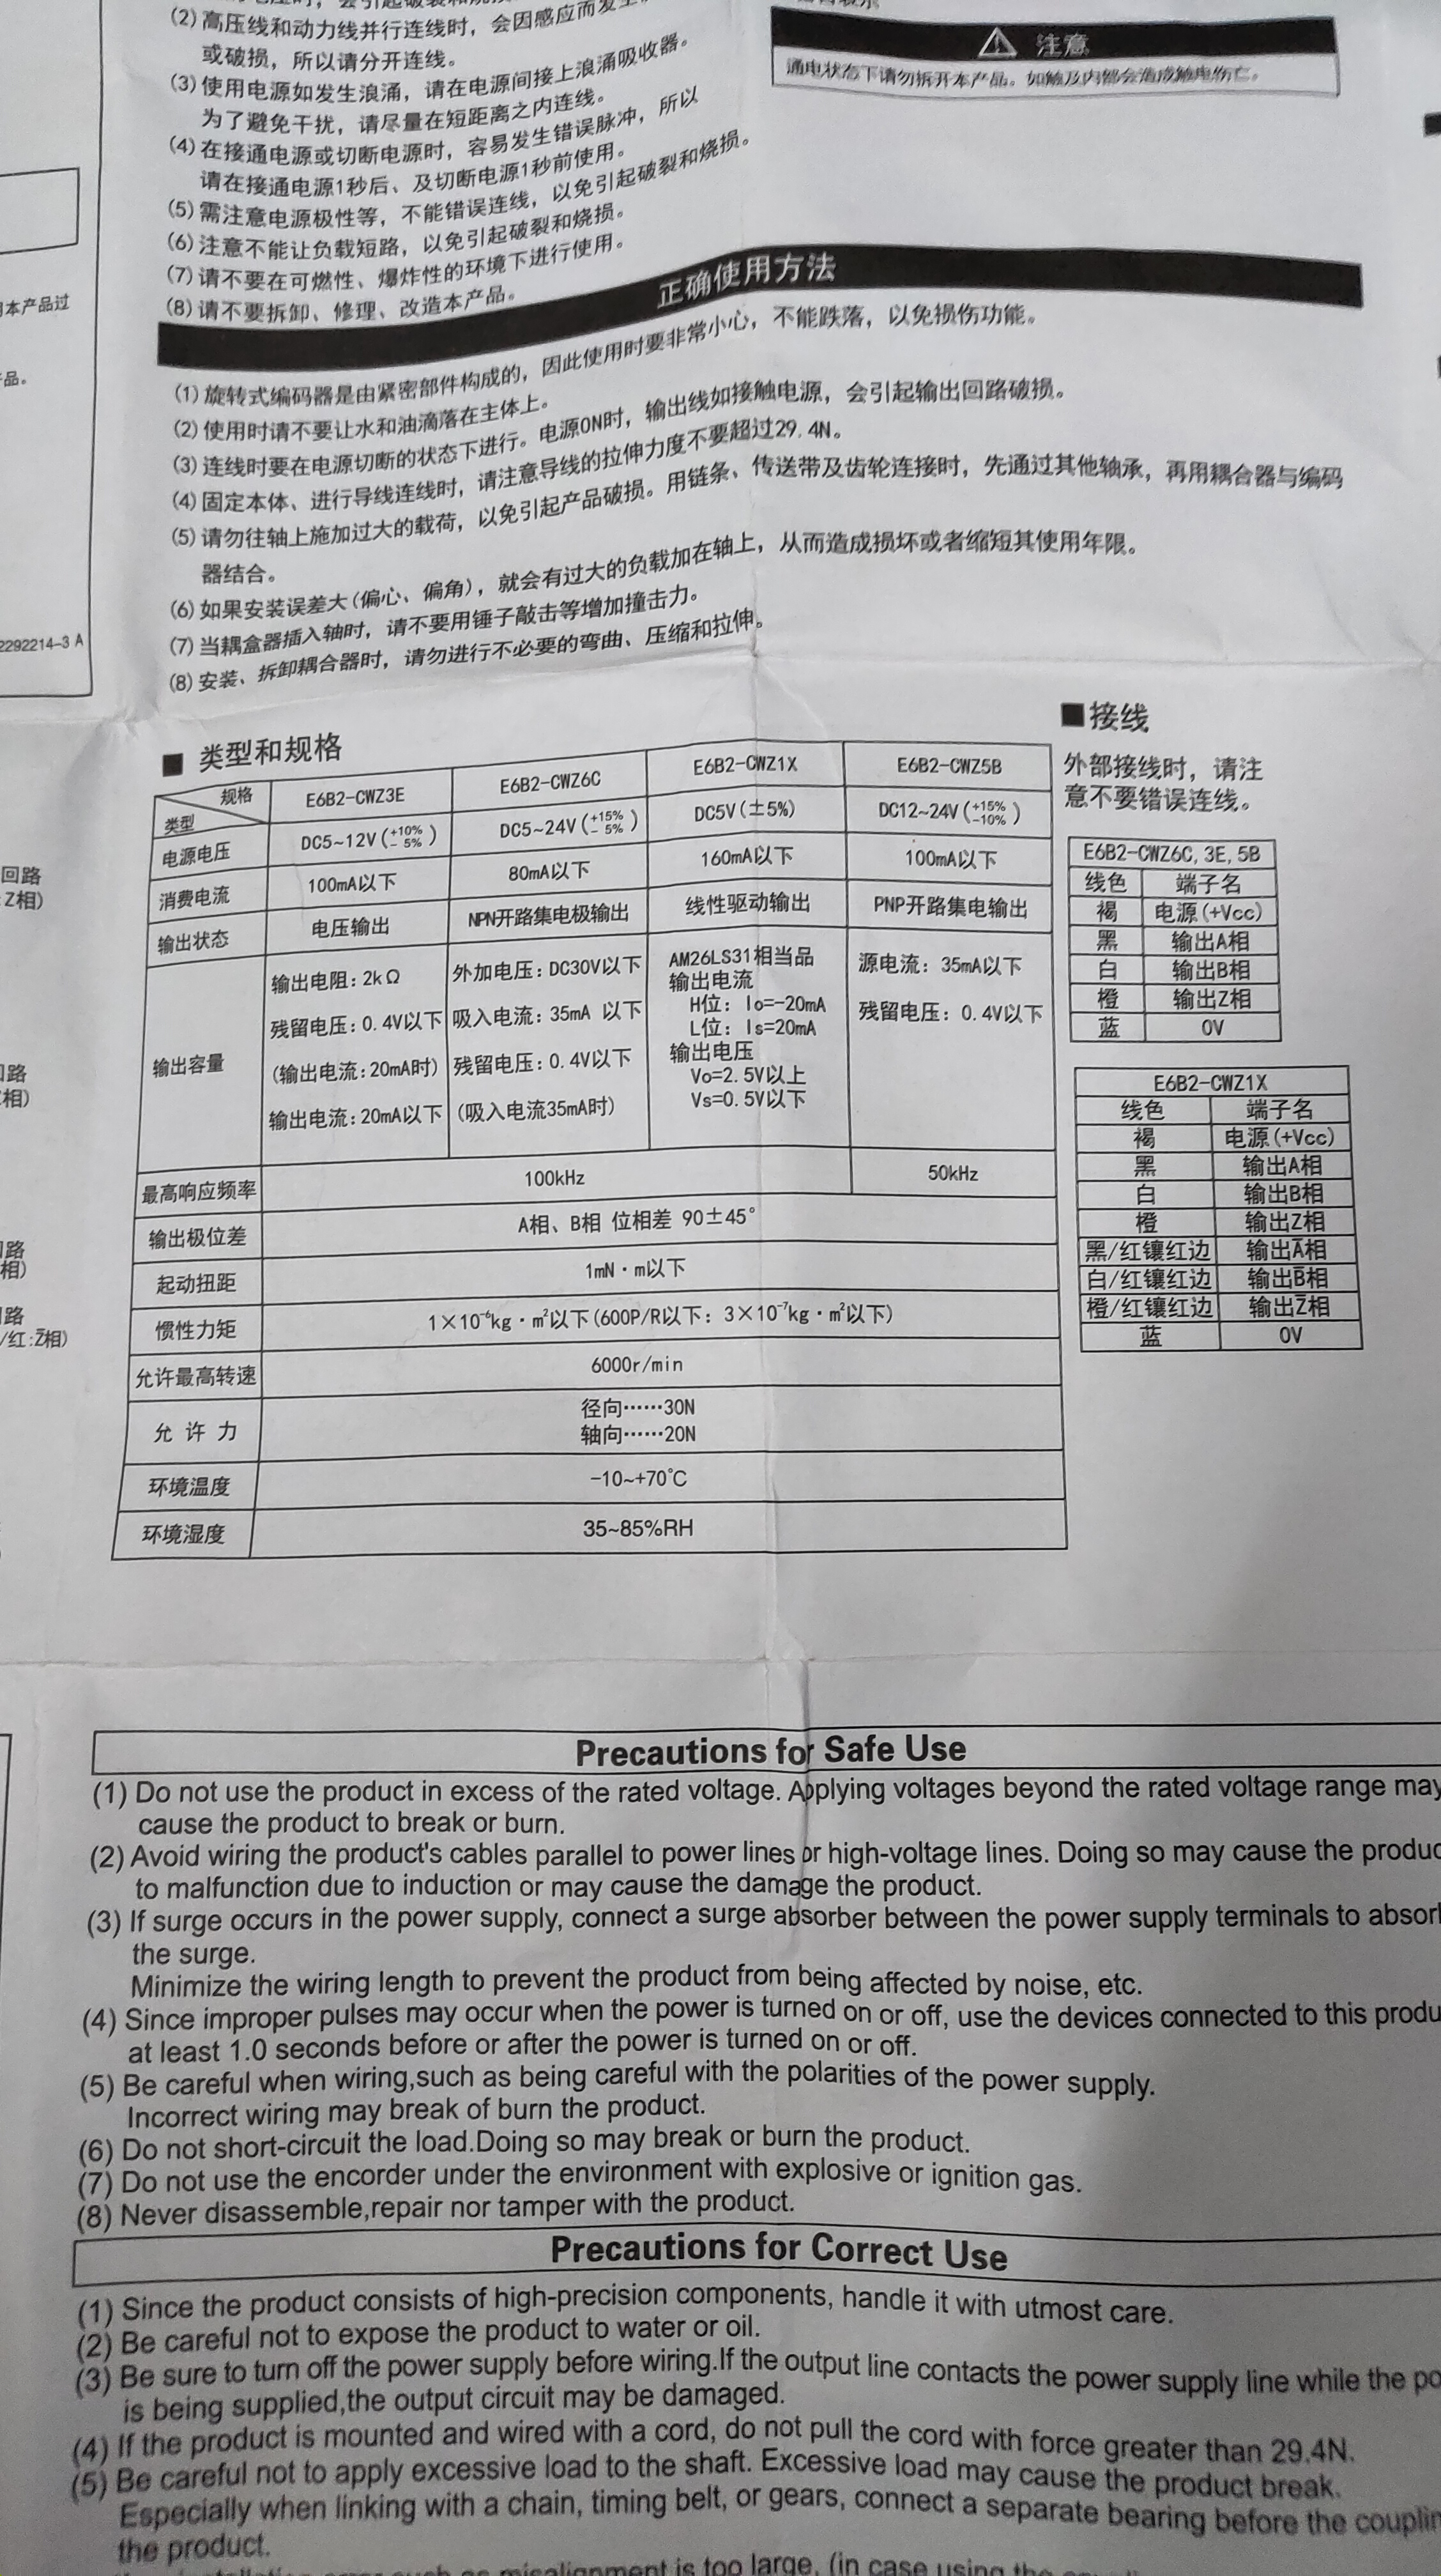 (2)高压线和动力线并行连线时，会因感应而发生
或破损，所以请分开连线。
(3)使用电源如发生浪涌，请在电源间接上浪涌吸收器。
为了避免干扰，请尽量在短距离之内连线。
(4)在接通电源或切断电源时，容易发生错误脉冲，所以
请在接通电源1秒后、及切断电源1秒前使用。
(5)需注意电源极性等，不能错误连线，以免引起破裂和烧损。
(6)注意不能让负载短路，以免引起破裂和烧损。
(7)请不要在可燃性、爆炸性的环境下进行使用。
(8)请不要拆卸、修理、改造本产品。
注意
通电状态下请勿拆开本产品。如触及内部会造成触电伤亡。
本产品过
品。
2292214-3 A
正确使用方法
(1)旋转式编码器是由紧密部件构成的，因此使用时要非常小心，不能跌落，以免损伤功能。
(2)使用时请不要让水和油滴落在主体上。
(3)连线时要在电源切断的状态下进行。电源ON时，输出线如接触电源，会引起输出回路破损。
(4)固定本体、进行导线连线时，请注意导线的拉伸力度不要超过29.4N。
(5)请勿往轴上施加过大的载荷，以免引起产品破损。用链条、传送带及齿轮连接时，先通过其他轴承，再用耦合器与编码
器结合。
(6)如果安装误差大(偏心、偏角)，就会有过大的负载加在轴上，从而造成损坏或者缩短其使用年限。
(7)当耦盒器插入轴时，请不要用锤子敲击等增加撞击力。
(8)安装、拆卸耦合器时，请勿进行不必要的弯曲、压缩和拉伸。
回路
Z相)
路
相)
路
相)
路
/红:Z̄相)
■ 类型和规格
规格 类型 E6B2-CWZ3E E6B2-CWZ6C E6B2-CWZ1X E6B2-CWZ5B
电源电压 DC5~12V(+10% -5%) DC5~24V(+15% -5%) DC5V(±5%) DC12~24V(+15% -10%)
消费电流 100mA以下 80mA以下 160mA以下 100mA以下
输出状态 电压输出 NPN开路集电极输出 线性驱动输出 PNP开路集电输出
输出容量
输出电阻:2kΩ
残留电压:0.4V以下
(输出电流:20mA时)
输出电流:20mA以下
外加电压:DC30V以下
吸入电流:35mA 以下
残留电压:0.4V以下
(吸入电流35mA时)
AM26LS31相当品
输出电流
H位: Io=-20mA
L位: Is=20mA
输出电压
Vo=2.5V以上
Vs=0.5V以下
源电流: 35mA以下
残留电压: 0.4V以下
最高响应频率 100kHz 50kHz
输出极位差 A相、B相 位相差 90±45°
起动扭距 1mN·m以下
惯性力矩 1×10⁻⁶kg·m²以下(600P/R以下: 3×10⁻⁷kg·m²以下)
允许最高转速 6000r/min
允 许 力
径向……30N
轴向……20N
环境温度 -10~+70℃
环境湿度 35~85%RH
■接线
外部接线时，请注
意不要错误连线。
E6B2-CWZ6C, 3E, 5B
线色 端子名
褐 电源(+Vcc)
黑 输出A相
白 输出B相
橙 输出Z相
蓝 0V
E6B2-CWZ1X
线色 端子名
褐 电源(+Vcc)
黑 输出A相
白 输出B相
橙 输出Z相
黑/红镶红边 输出Ā相
白/红镶红边 输出B̄相
橙/红镶红边 输出Z̄相
蓝 0V
Precautions for Safe Use
(1) Do not use the product in excess of the rated voltage. Applying voltages beyond the rated voltage range may
cause the product to break or burn.
(2) Avoid wiring the product's cables parallel to power lines or high-voltage lines. Doing so may cause the produc
to malfunction due to induction or may cause the damage the product.
(3) If surge occurs in the power supply, connect a surge absorber between the power supply terminals to absorb
the surge.
Minimize the wiring length to prevent the product from being affected by noise, etc.
(4) Since improper pulses may occur when the power is turned on or off, use the devices connected to this produ
at least 1.0 seconds before or after the power is turned on or off.
(5) Be careful when wiring,such as being careful with the polarities of the power supply.
Incorrect wiring may break of burn the product.
(6) Do not short-circuit the load.Doing so may break or burn the product.
(7) Do not use the encorder under the environment with explosive or ignition gas.
(8) Never disassemble,repair nor tamper with the product.
Precautions for Correct Use
(1) Since the product consists of high-precision components, handle it with utmost care.
(2) Be careful not to expose the product to water or oil.
(3) Be sure to turn off the power supply before wiring.If the output line contacts the power supply line while the po
is being supplied,the output circuit may be damaged.
(4) If the product is mounted and wired with a cord, do not pull the cord with force greater than 29.4N.
(5) Be careful not to apply excessive load to the shaft. Excessive load may cause the product break.
Especially when linking with a chain, timing belt, or gears, connect a separate bearing before the couplin
the product.
misalignment is too large, (in case using the